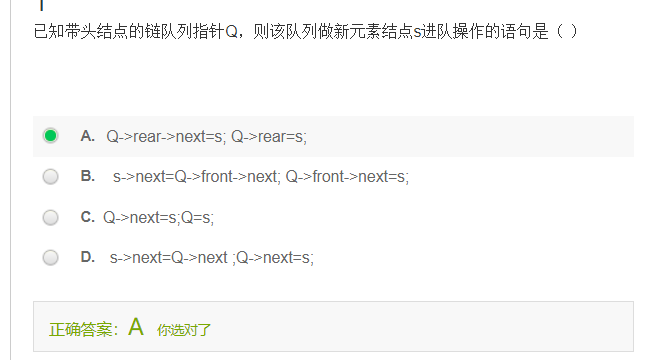 已知带头结点的链队列指针Q，则该队列做新元素结点s进队操作的语句是（ ）
A. Q->rear->next=s; Q->rear=s;
B. s->next=Q->front->next; Q->front->next=s;
C. Q->next=s;Q=s;
D. s->next=Q->next ;Q->next=s;
正确答案：A 你选对了